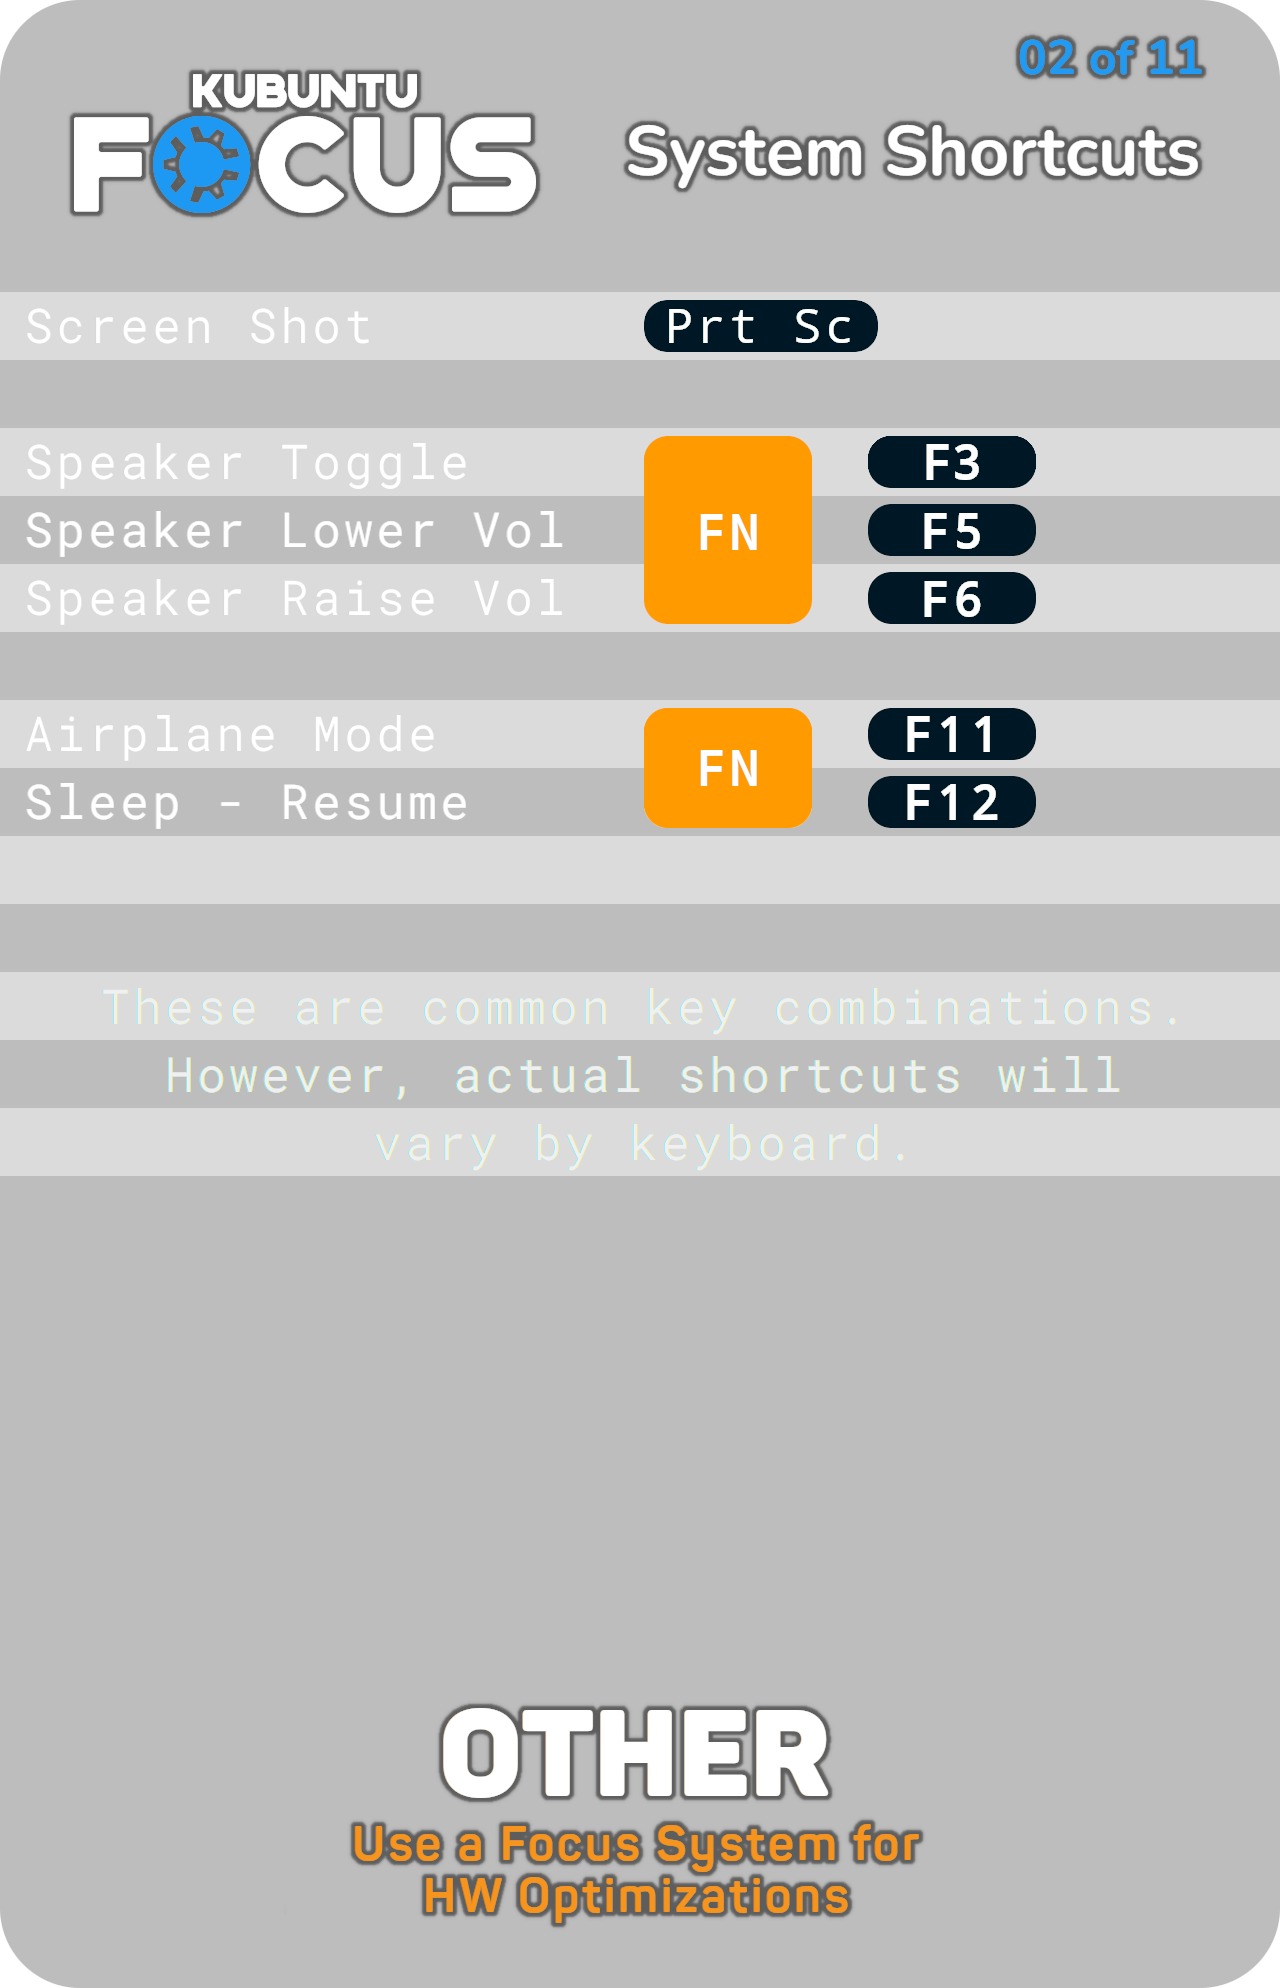 02 of 11
KUBUNTU
FOCUS
System Shortcuts
Screen Shot Prt Sc
Speaker Toggle F3
Speaker Lower Vol FN F5
Speaker Raise Vol F6
Airplane Mode F11
FN
Sleep - Resume F12
These are common key combinations.
However, actual shortcuts will
vary by keyboard.
OTHER
Use a Focus System for
HW Optimizations